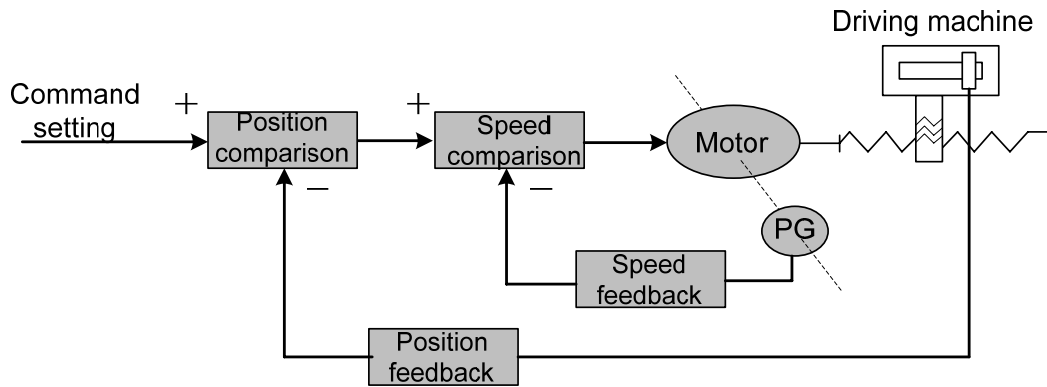 Driving machine
Command
setting
+
Position
comparison
+
Speed
comparison
Motor
−
−
PG
Speed
feedback
Position
feedback